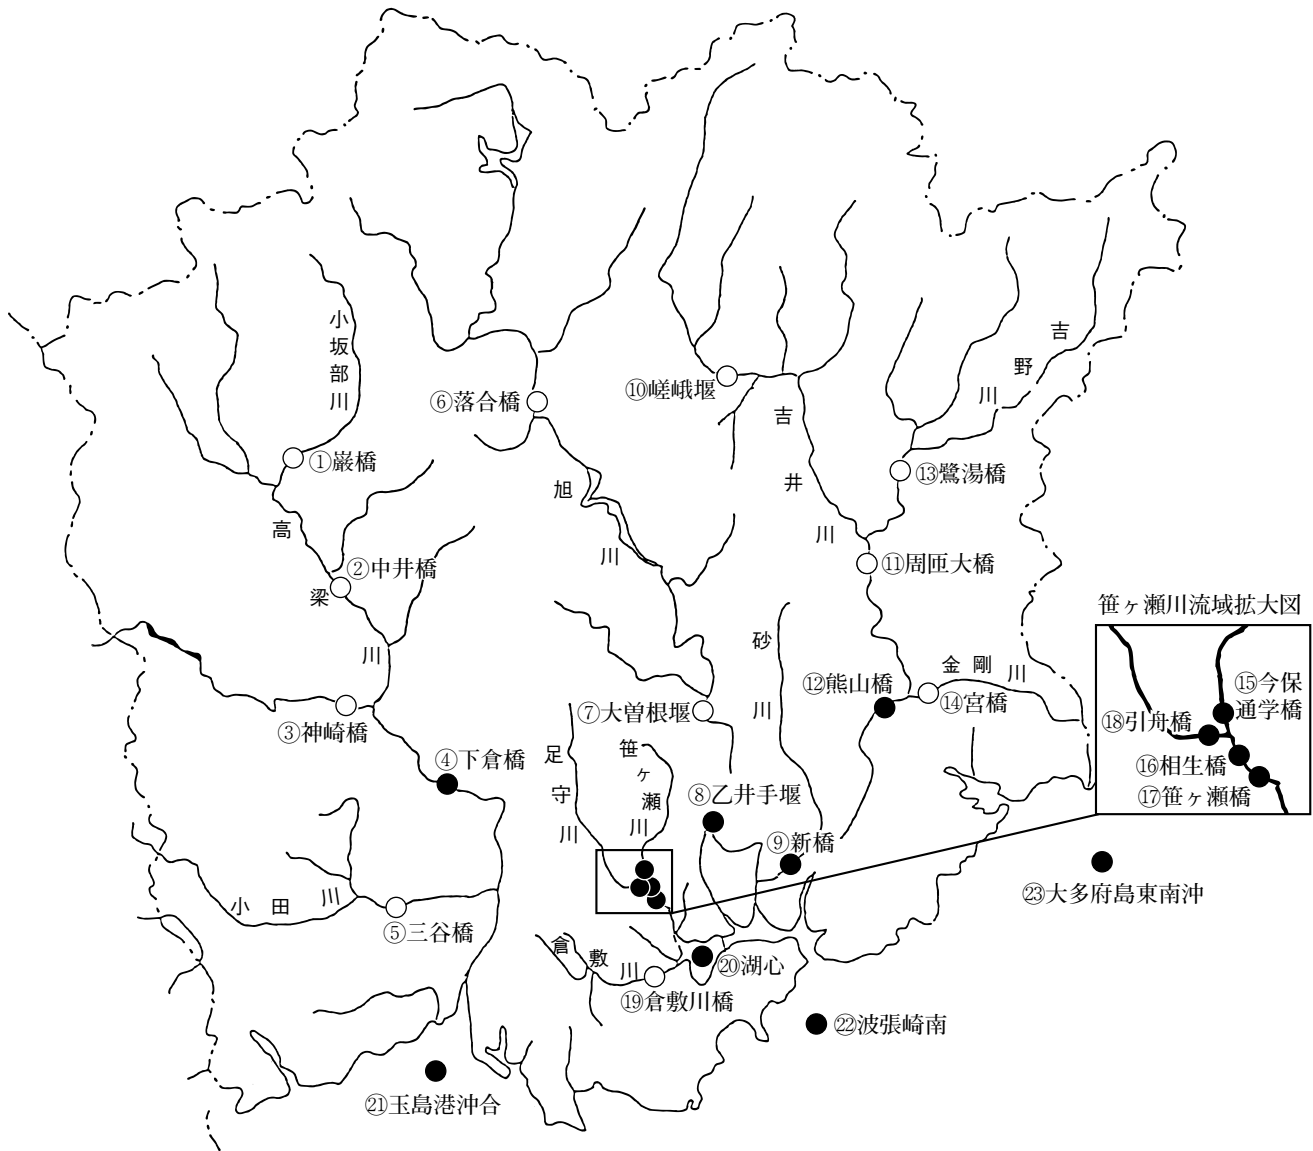 小坂部川
吉野川
⑥落合橋
⑩嵯峨堰
吉井川
①巌橋
⑬鷺湯橋
高梁川
旭川
②中井橋
⑪周匝大橋
笹ヶ瀬川流域拡大図
砂川
金剛川
⑫熊山橋
⑭宮橋
⑮今保
通学橋
⑱引舟橋
⑯相生橋
⑰笹ヶ瀬橋
③神崎橋
⑦大曽根堰
④下倉橋
足守川
笹ヶ瀬川
⑧乙井手堰
⑨新橋
㉓大多府島東南沖
小田川
⑤三谷橋
倉敷川
⑳湖心
⑲倉敷川橋
㉒波張崎南
㉑玉島港沖合